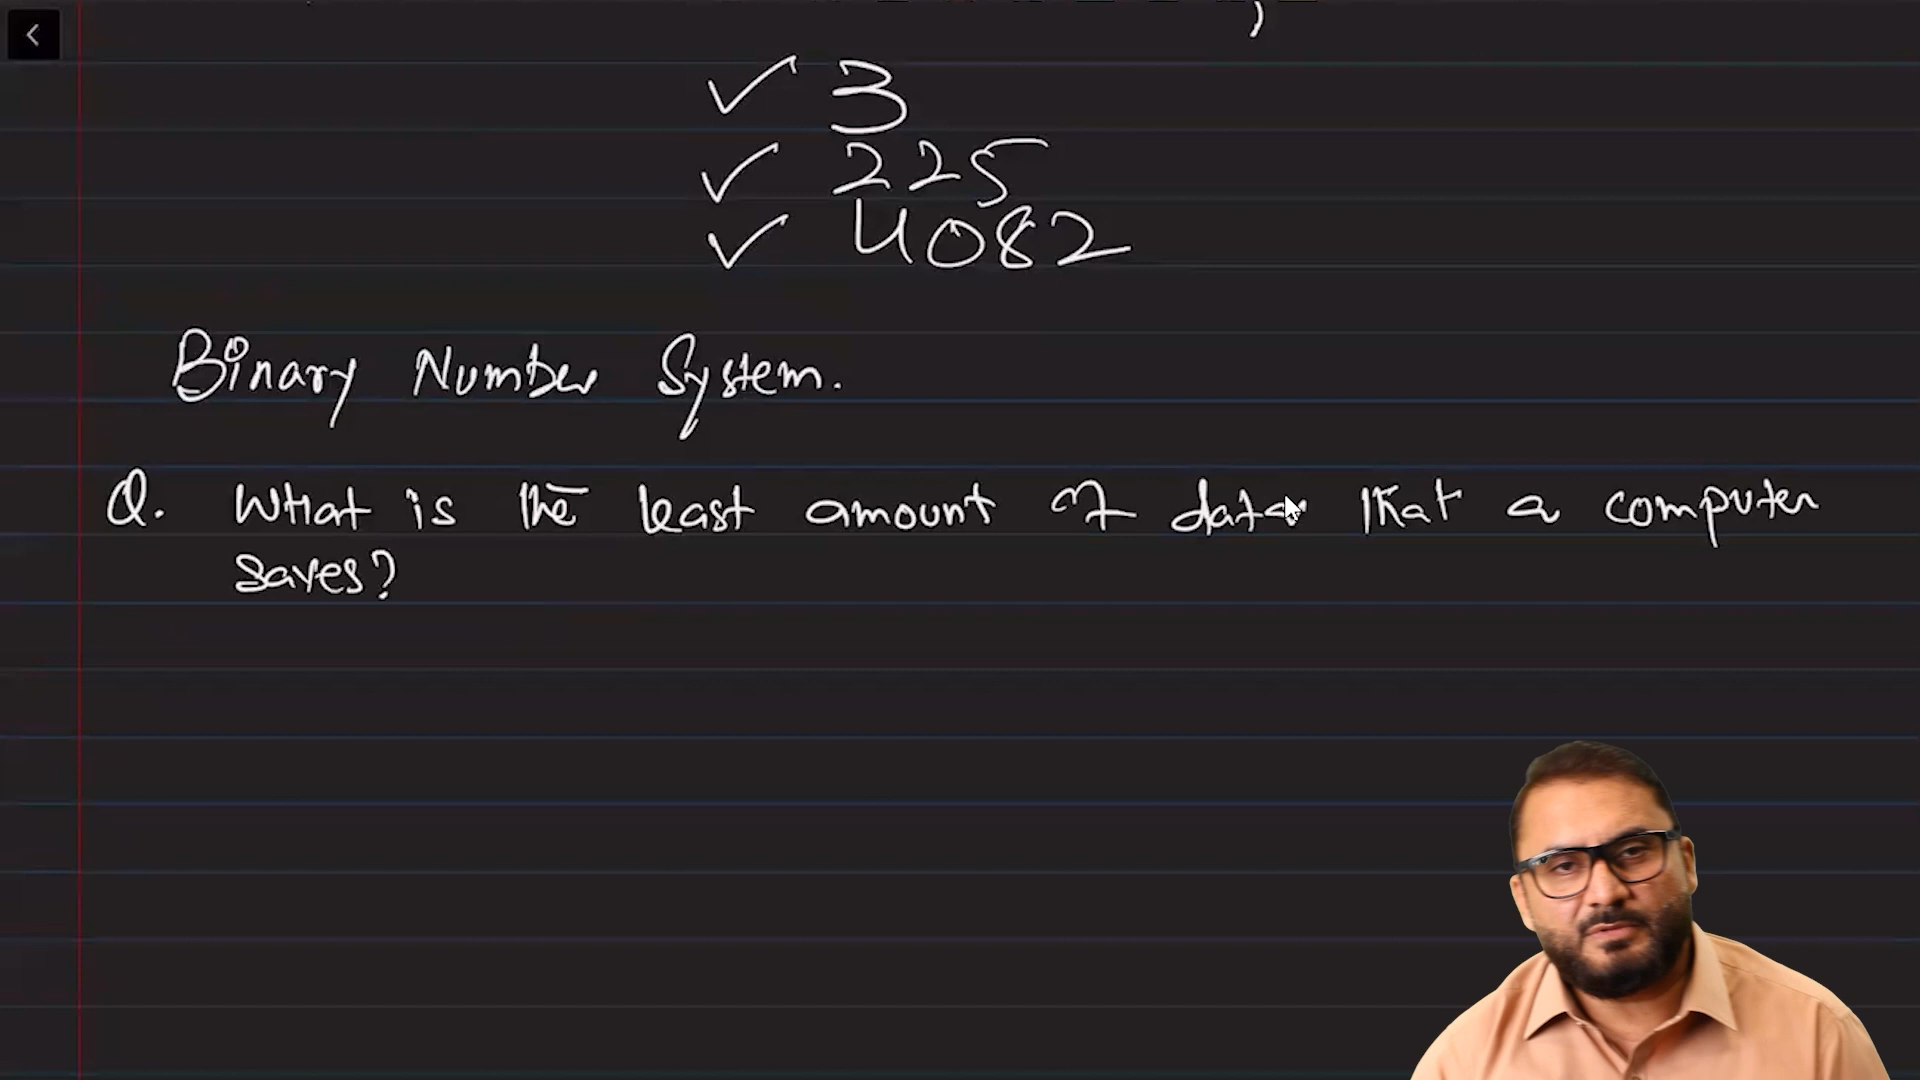 3
225
4082
Binary Number System.
Q. What is the least amount of data that a computer
saves?